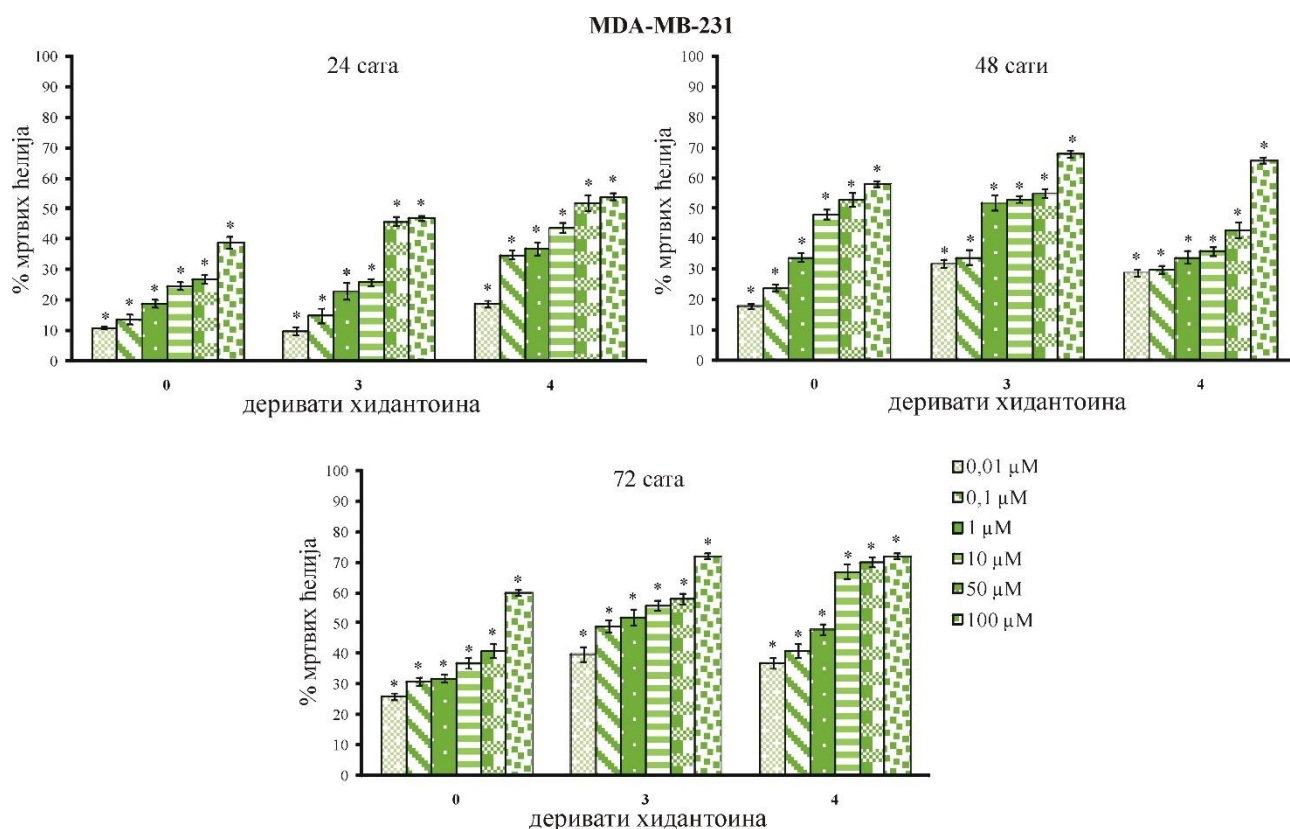 MDA-MB-231
24 сата
% мртвих ћелија
100
90
80
70
60
50
40
30
20
10
0
* * * * * *
* * * * * *
* * * * * *
0 3 4
деривати хидантоина
48 сати
% мртвих ћелија
100
90
80
70
60
50
40
30
20
10
0
* * * * * *
* * * * * *
* * * * * *
0 3 4
деривати хидантоина
72 сата
% мртвих ћелија
100
90
80
70
60
50
40
30
20
10
0
* * * * * *
* * * * * *
* * * * * *
0 3 4
деривати хидантоина
0,01 µM
0,1 µM
1 µM
10 µM
50 µM
100 µM